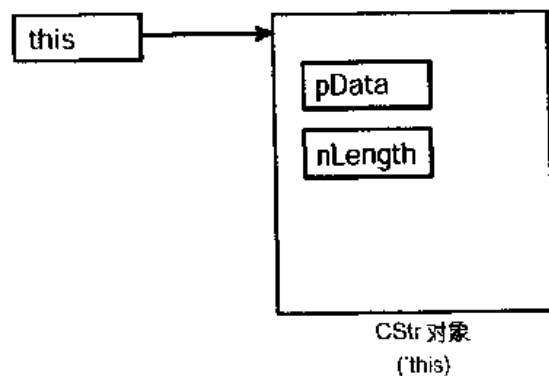 this
pData
nLength
CStr 对象
(*this)